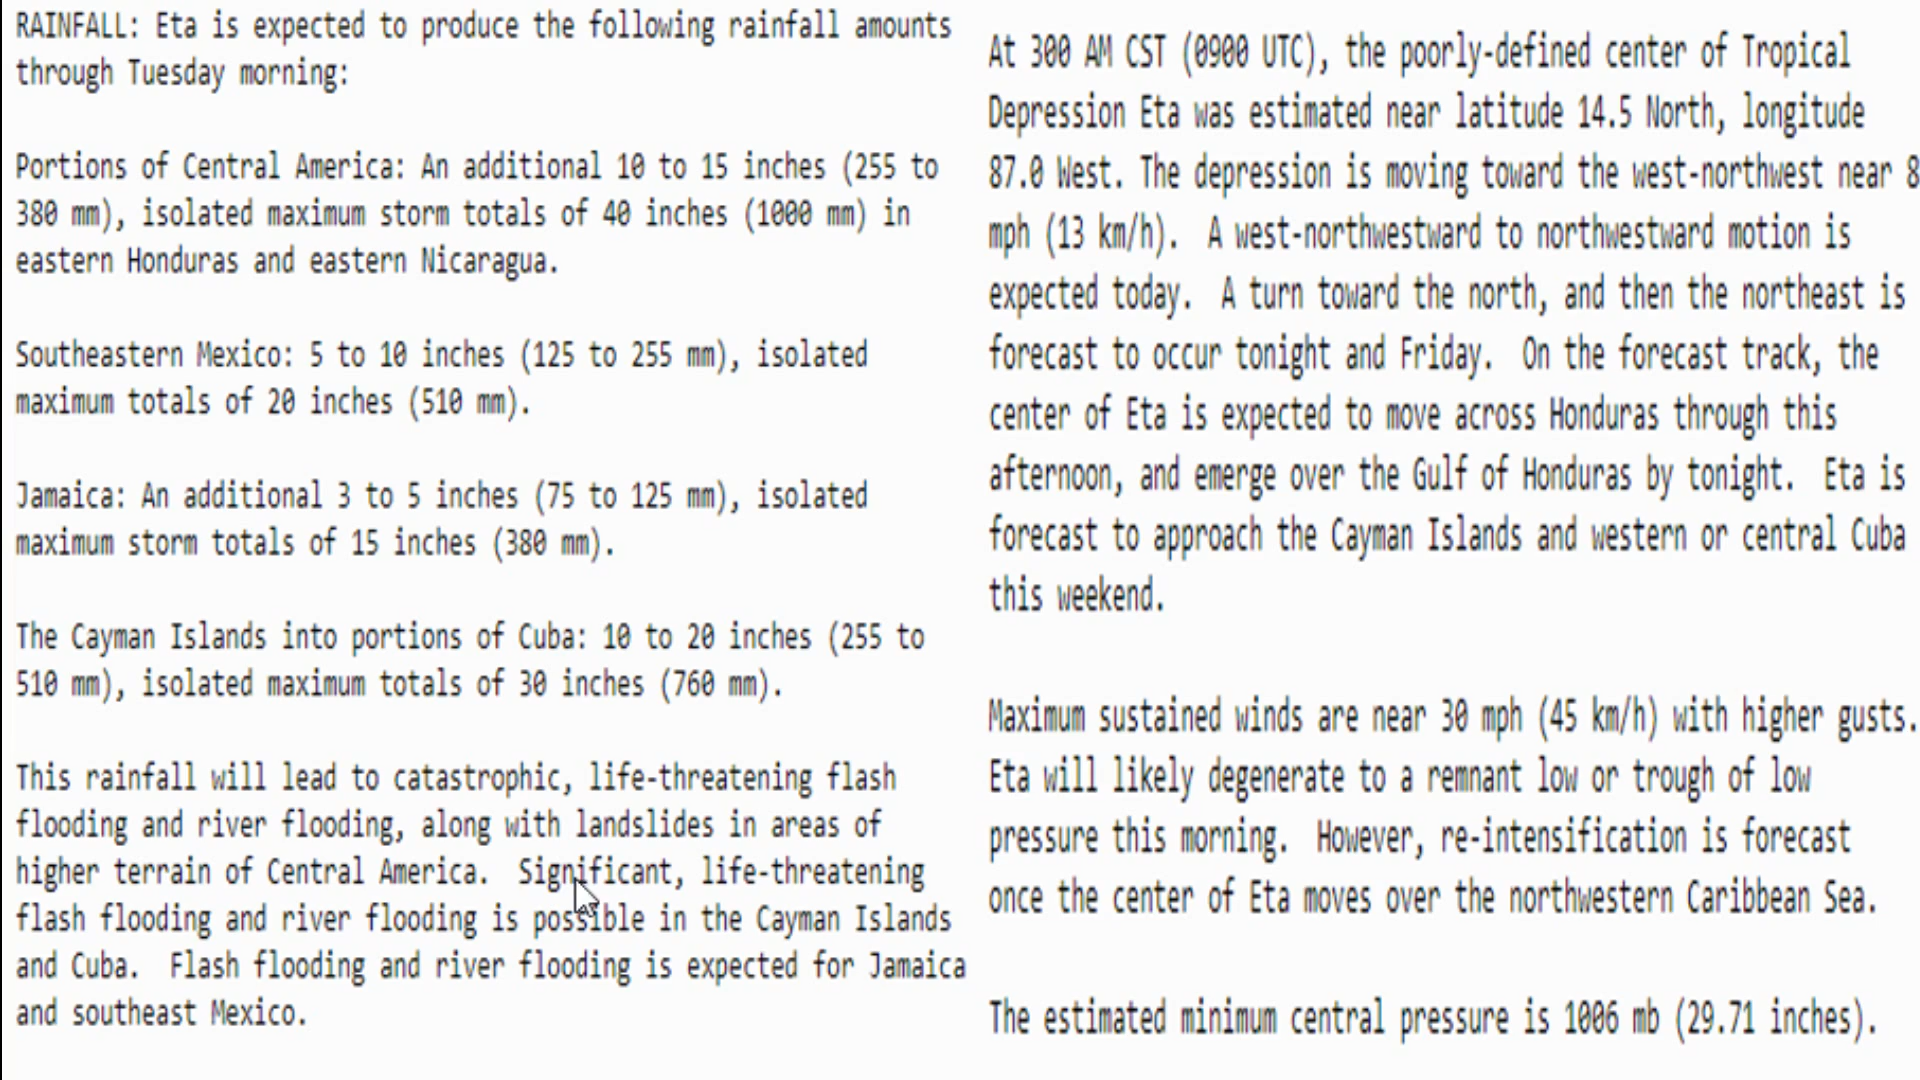 RAINFALL: Eta is expected to produce the following rainfall amounts
through Tuesday morning:
Portions of Central America: An additional 10 to 15 inches (255 to
380 mm), isolated maximum storm totals of 40 inches (1000 mm) in
eastern Honduras and eastern Nicaragua.
Southeastern Mexico: 5 to 10 inches (125 to 255 mm), isolated
maximum totals of 20 inches (510 mm).
Jamaica: An additional 3 to 5 inches (75 to 125 mm), isolated
maximum storm totals of 15 inches (380 mm).
The Cayman Islands into portions of Cuba: 10 to 20 inches (255 to
510 mm), isolated maximum totals of 30 inches (760 mm).
This rainfall will lead to catastrophic, life-threatening flash
flooding and river flooding, along with landslides in areas of
higher terrain of Central America.  Significant, life-threatening
flash flooding and river flooding is possible in the Cayman Islands
and Cuba.  Flash flooding and river flooding is expected for Jamaica
and southeast Mexico.
At 300 AM CST (0900 UTC), the poorly-defined center of Tropical
Depression Eta was estimated near latitude 14.5 North, longitude
87.0 West. The depression is moving toward the west-northwest near 8
mph (13 km/h).  A west-northwestward to northwestward motion is
expected today.  A turn toward the north, and then the northeast is
forecast to occur tonight and Friday.  On the forecast track, the
center of Eta is expected to move across Honduras through this
afternoon, and emerge over the Gulf of Honduras by tonight.  Eta is
forecast to approach the Cayman Islands and western or central Cuba
this weekend.
Maximum sustained winds are near 30 mph (45 km/h) with higher gusts.
Eta will likely degenerate to a remnant low or trough of low
pressure this morning.  However, re-intensification is forecast
once the center of Eta moves over the northwestern Caribbean Sea.
The estimated minimum central pressure is 1006 mb (29.71 inches).